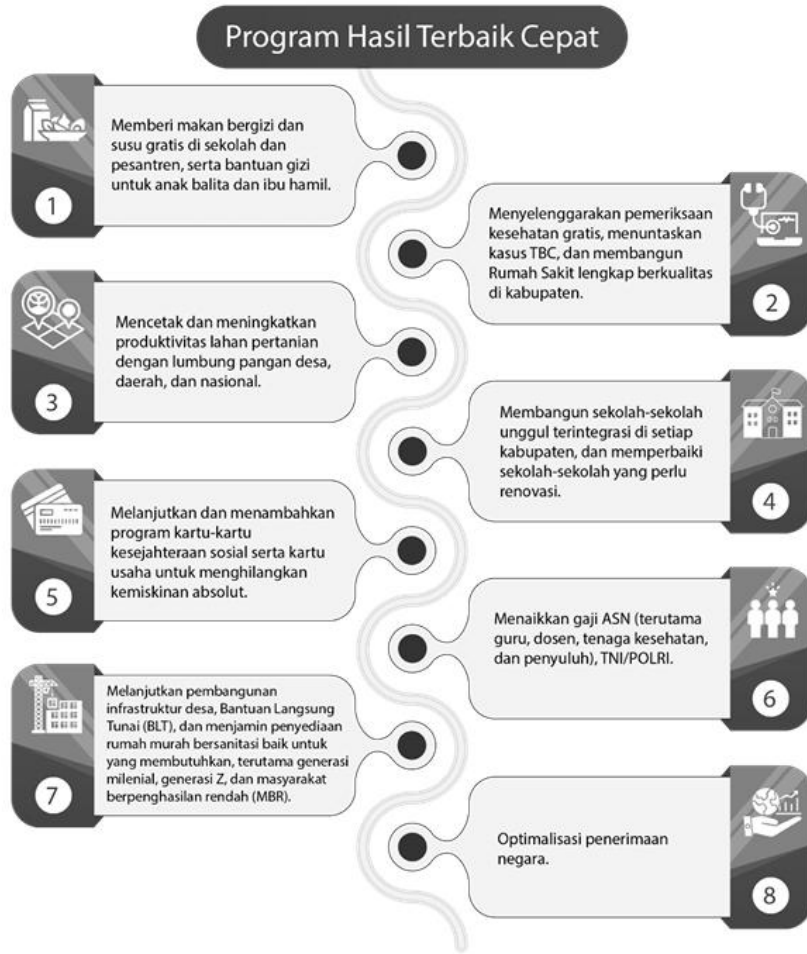 Program Hasil Terbaik Cepat
Memberi makan bergizi dan
susu gratis di sekolah dan
pesantren, serta bantuan gizi
untuk anak balita dan ibu hamil.
1
Menyelenggarakan pemeriksaan
kesehatan gratis, menuntaskan
kasus TBC, dan membangun
Rumah Sakit lengkap berkualitas
di kabupaten.
2
Mencetak dan meningkatkan
produktivitas lahan pertanian
dengan lumbung pangan desa,
daerah, dan nasional.
3
Membangun sekolah-sekolah
unggul terintegrasi di setiap
kabupaten, dan memperbaiki
sekolah-sekolah yang perlu
renovasi.
4
Melanjutkan dan menambahkan
program kartu-kartu
kesejahteraan sosial serta kartu
usaha untuk menghilangkan
kemiskinan absolut.
5
Menaikkan gaji ASN (terutama
guru, dosen, tenaga kesehatan,
dan penyuluh), TNI/POLRI.
6
Melanjutkan pembangunan
infrastruktur desa, Bantuan Langsung
Tunai (BLT), dan menjamin penyediaan
rumah murah bersanitasi baik untuk
yang membutuhkan, terutama generasi
milenial, generasi Z, dan masyarakat
berpenghasilan rendah (MBR).
7
Optimalisasi penerimaan
negara.
8